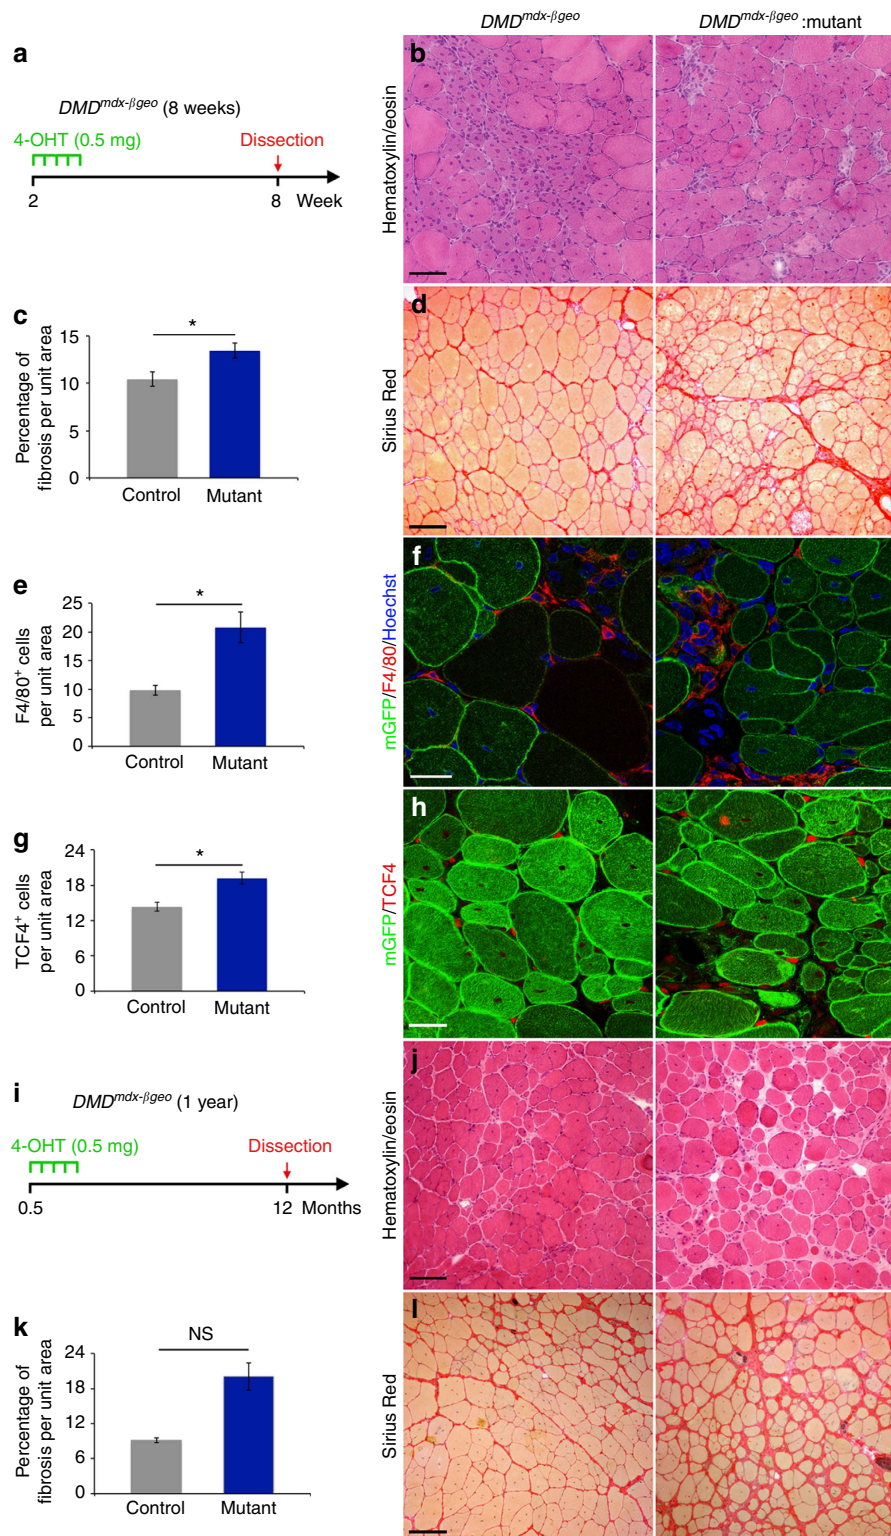 DMD^mdx-βgeo
DMD^mdx-βgeo :mutant
a
DMD^mdx-βgeo (8 weeks)
4-OHT (0.5 mg)
Dissection
2
8
Week
b
Hematoxylin/eosin
c
Percentage of
fibrosis per unit area
15
10
5
0
*
Control
Mutant
d
Sirius Red
e
F4/80⁺ cells
per unit area
25
20
15
10
5
0
*
Control
Mutant
f
mGFP/F4/80/Hoechst
g
TCF4⁺ cells
per unit area
24
18
12
6
0
*
Control
Mutant
h
mGFP/TCF4
i
DMD^mdx-βgeo (1 year)
4-OHT (0.5 mg)
Dissection
0.5
12
Months
j
Hematoxylin/eosin
k
Percentage of
fibrosis per unit area
24
18
12
6
0
NS
Control
Mutant
l
Sirius Red